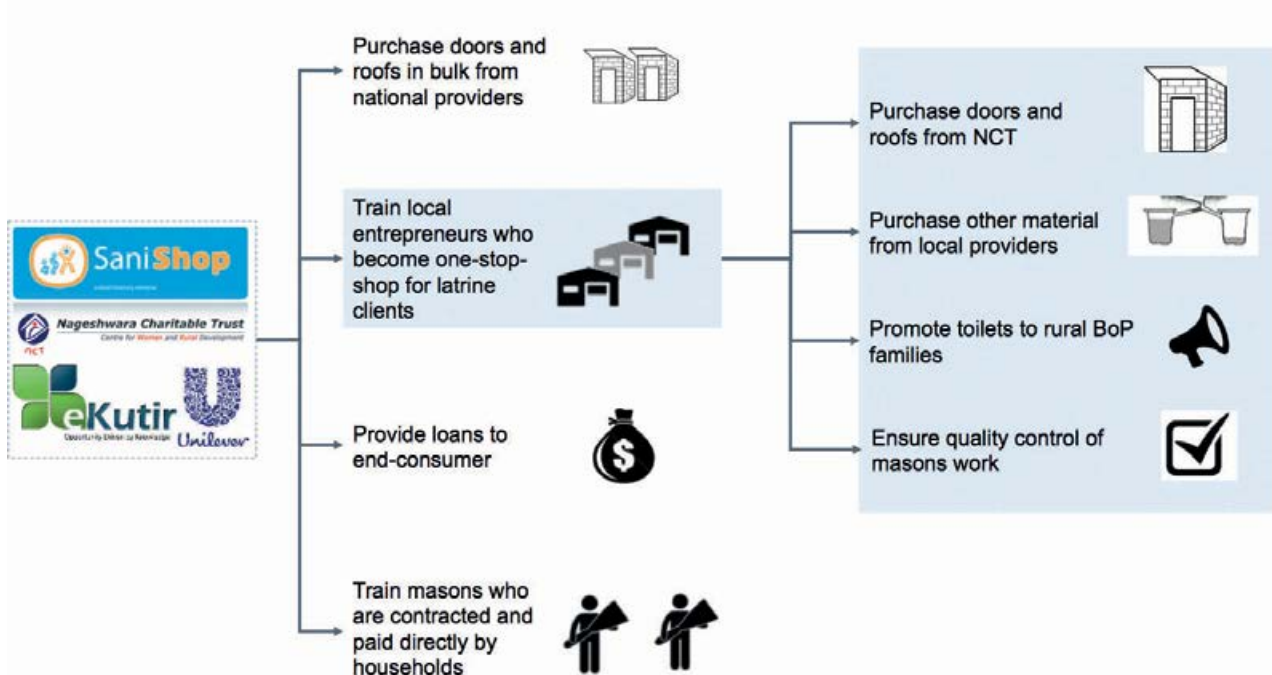 SaniShop
Nageshwara Charitable Trust
Centre for Women and Rural Development
nct
eKutir
Unilever
Purchase doors and
roofs in bulk from
national providers
Train local
entrepreneurs who
become one-stop-
shop for latrine
clients
Provide loans to
end-consumer
$
Train masons who
are contracted and
paid directly by
households
Purchase doors and
roofs from NCT
Purchase other material
from local providers
Promote toilets to rural BoP
families
Ensure quality control of
masons work